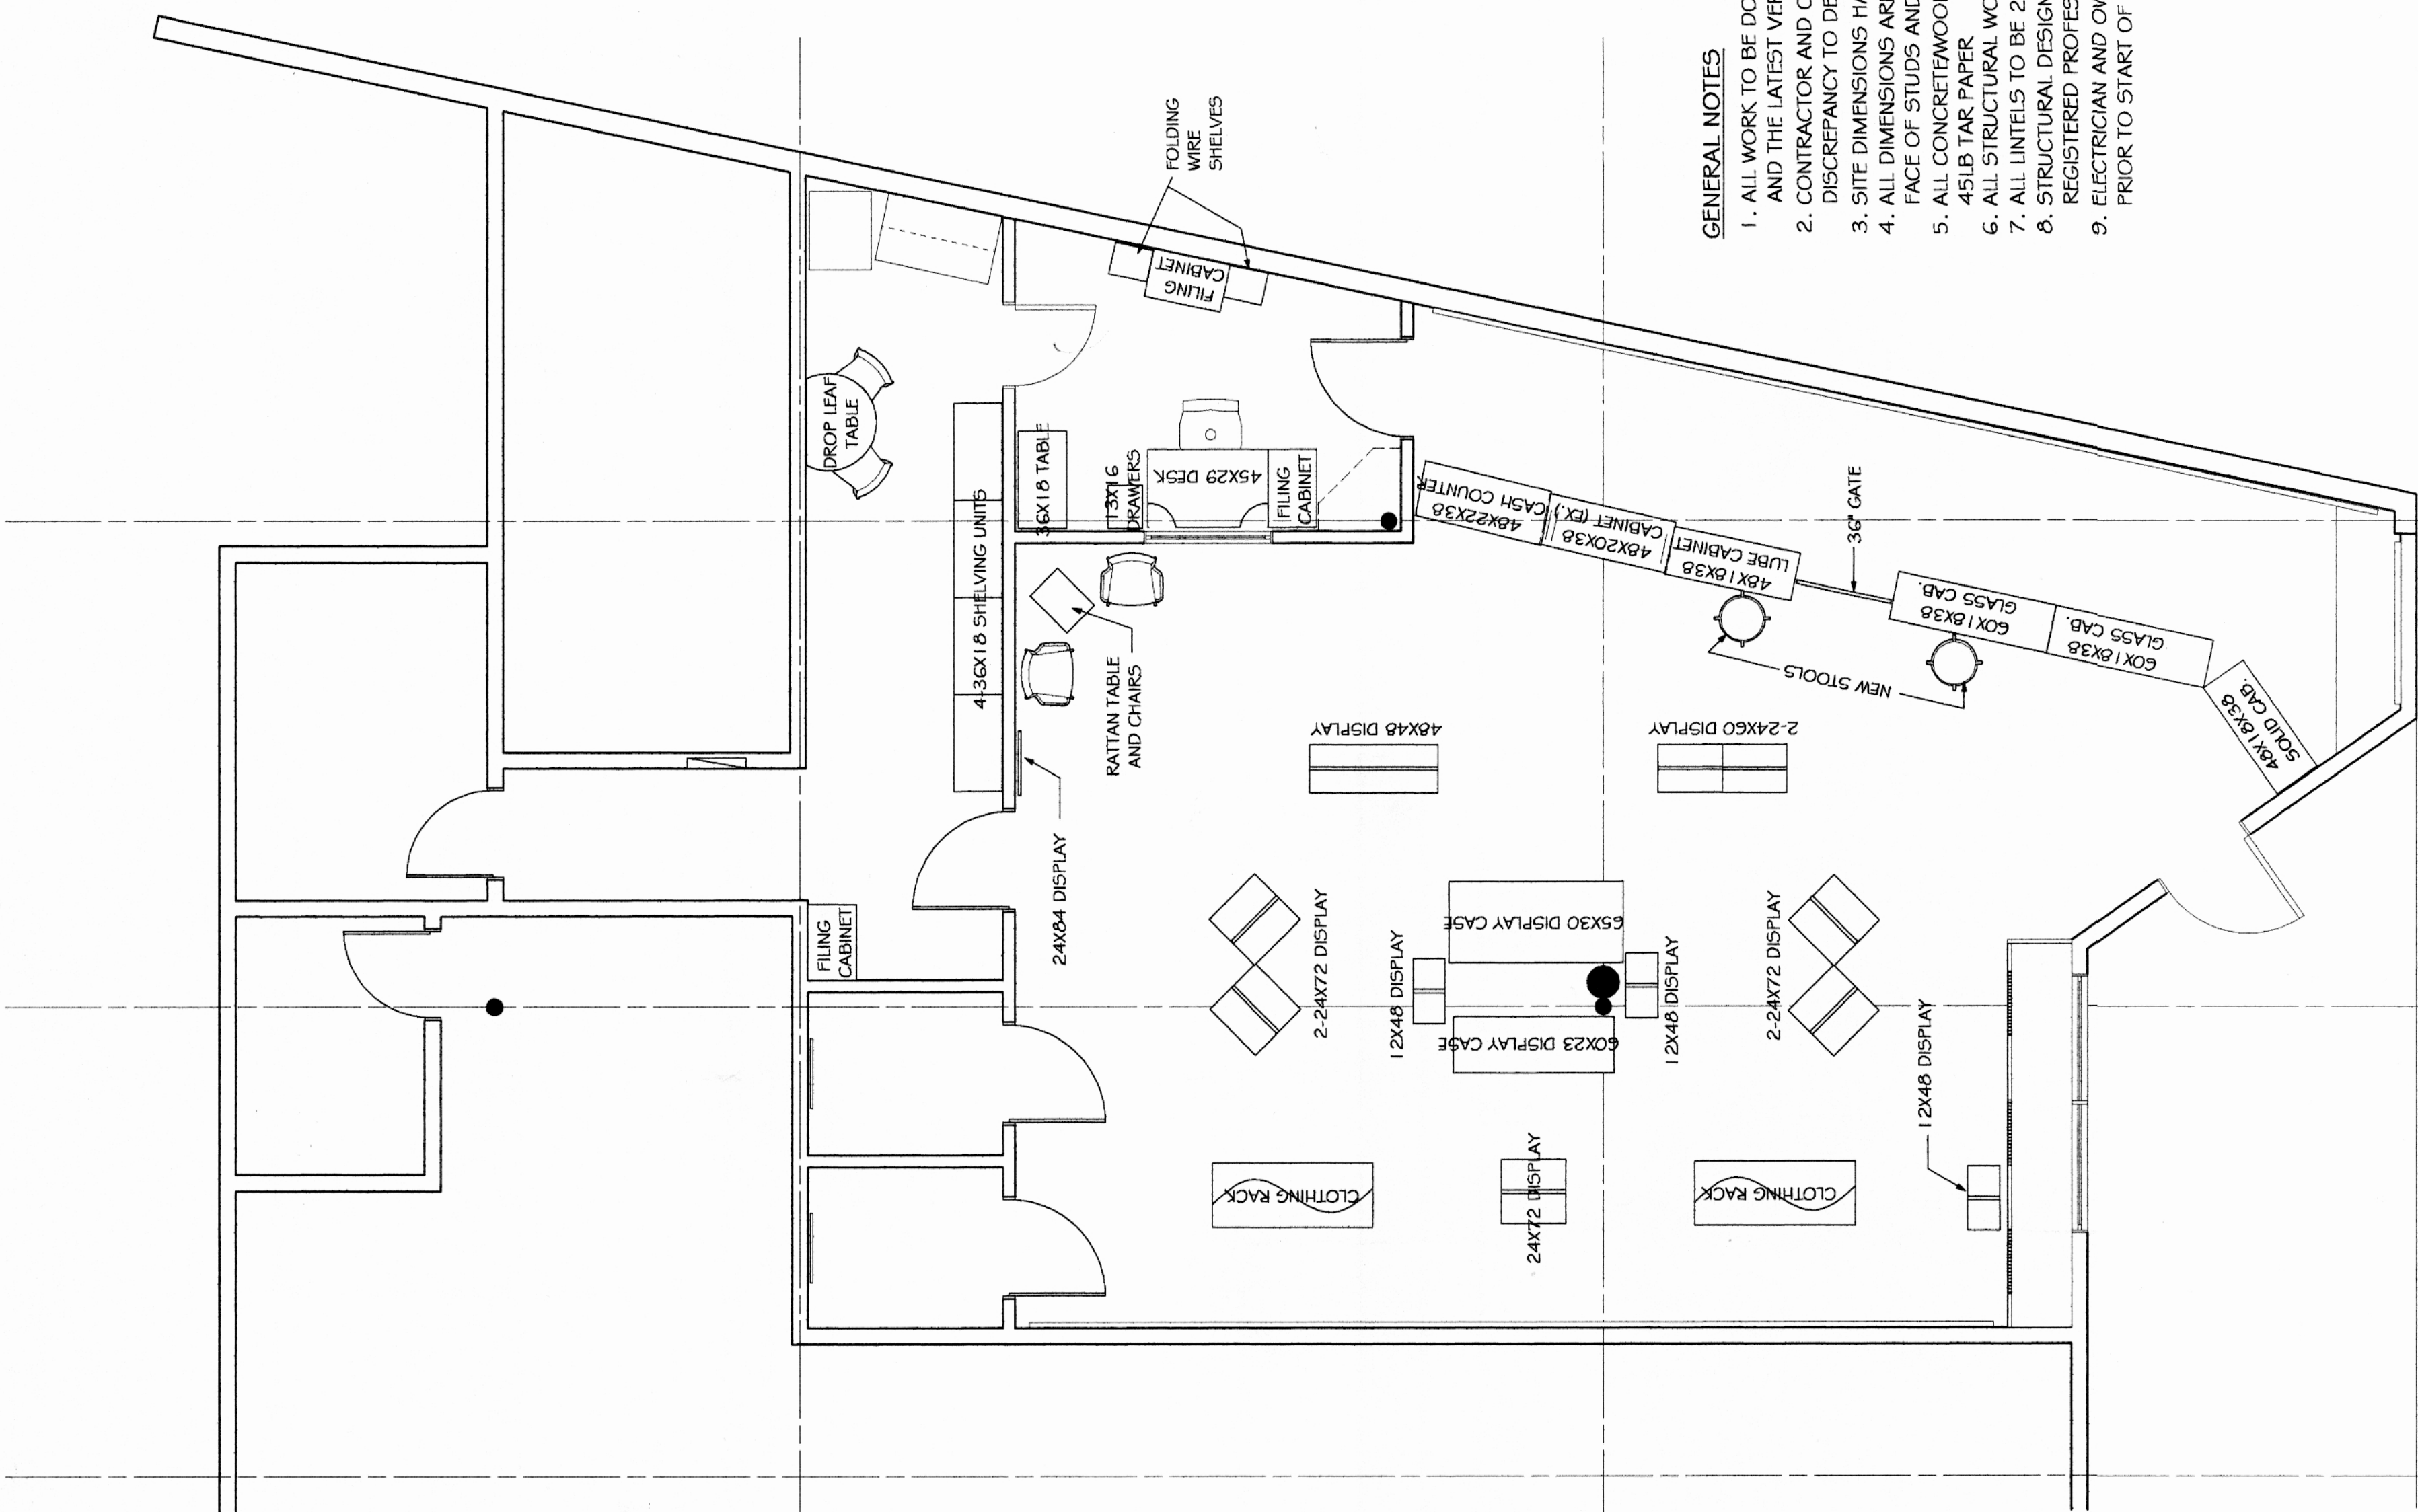 GENERAL NOTES
1. ALL WORK TO BE DO
AND THE LATEST VER
2. CONTRACTOR AND
DISCREPANCY TO DE
3. SITE DIMENSIONS HA
4. ALL DIMENSIONS AR
FACE OF STUDS AND
5. ALL CONCRETE/WOO
45LB TAR PAPER
6. ALL STRUCTURAL WO
7. ALL LINTELS TO BE 2
8. STRUCTURAL DESIGN
REGISTERED PROFES
9. ELECTRICIAN AND OW
PRIOR TO START OF
FOLDING
WIRE
SHELVES
FILING
CABINET
DROP LEAF
TABLE
36X18 TABLE
13X16
DRAWERS
45X29 DESK
FILING
CABINET
4-36X18 SHELVING UNITS
48X22X38
CASH COUNTER
48X20X38
CABINET (EX.)
48X18X38
LUBE CABINET
36" GATE
60X18X38
GLASS CAB.
60X18X38
GLASS CAB.
48X18X38
SOLID CAB.
NEW STOOLS
RATTAN TABLE
AND CHAIRS
24X84 DISPLAY
48X48 DISPLAY
2-24X60 DISPLAY
FILING
CABINET
2-24X72 DISPLAY
12X48 DISPLAY
65X30 DISPLAY CASE
60X23 DISPLAY CASE
12X48 DISPLAY
2-24X72 DISPLAY
12X48 DISPLAY
CLOTHING RACK
24X72 DISPLAY
CLOTHING RACK